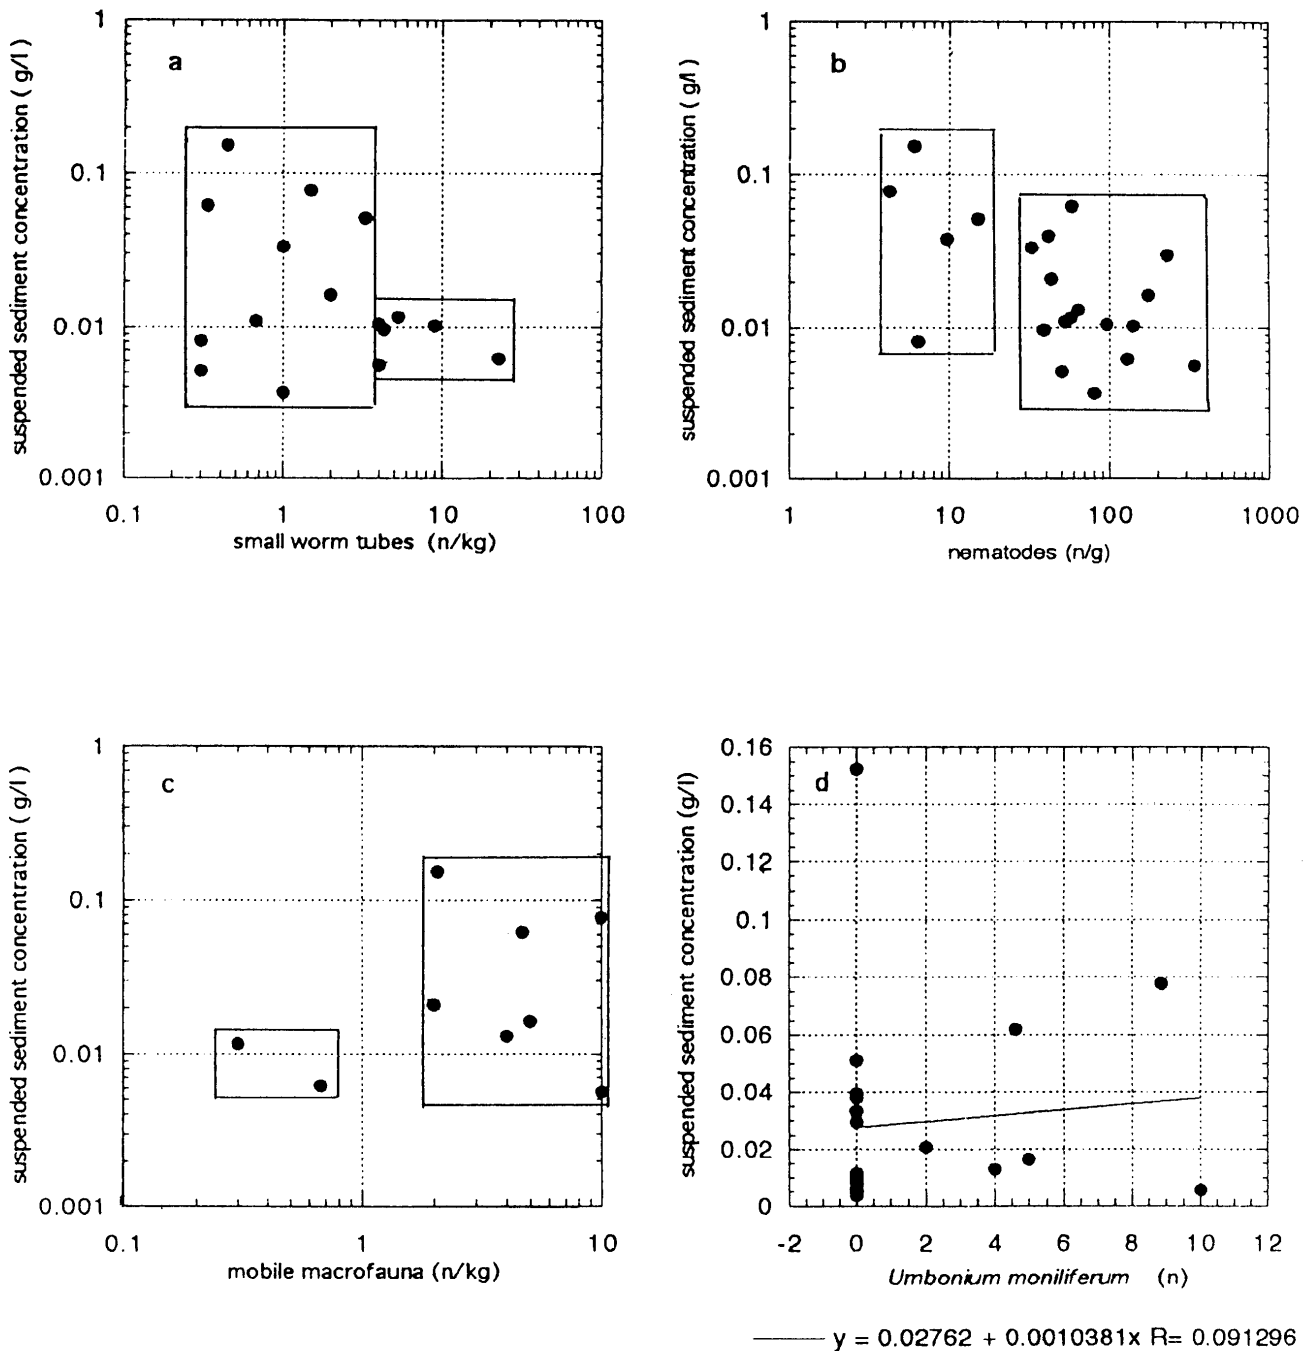 a
suspended sediment concentration ( g/l )
1
0.1
0.01
0.001
0.1 1 10 100
small worm tubes (n/kg)
b
suspended sediment concentration ( g/l )
1
0.1
0.01
0.001
1 10 100 1000
nematodes (n/g)
c
suspended sediment concentration ( g/l )
1
0.1
0.01
0.001
0.1 1 10
mobile macrofauna (n/kg)
d
suspended sediment concentration (g/l)
0.16
0.14
0.12
0.1
0.08
0.06
0.04
0.02
0
-2 0 2 4 6 8 10 12
Umbonium moniliferum (n)
y = 0.02762 + 0.0010381x R= 0.091296